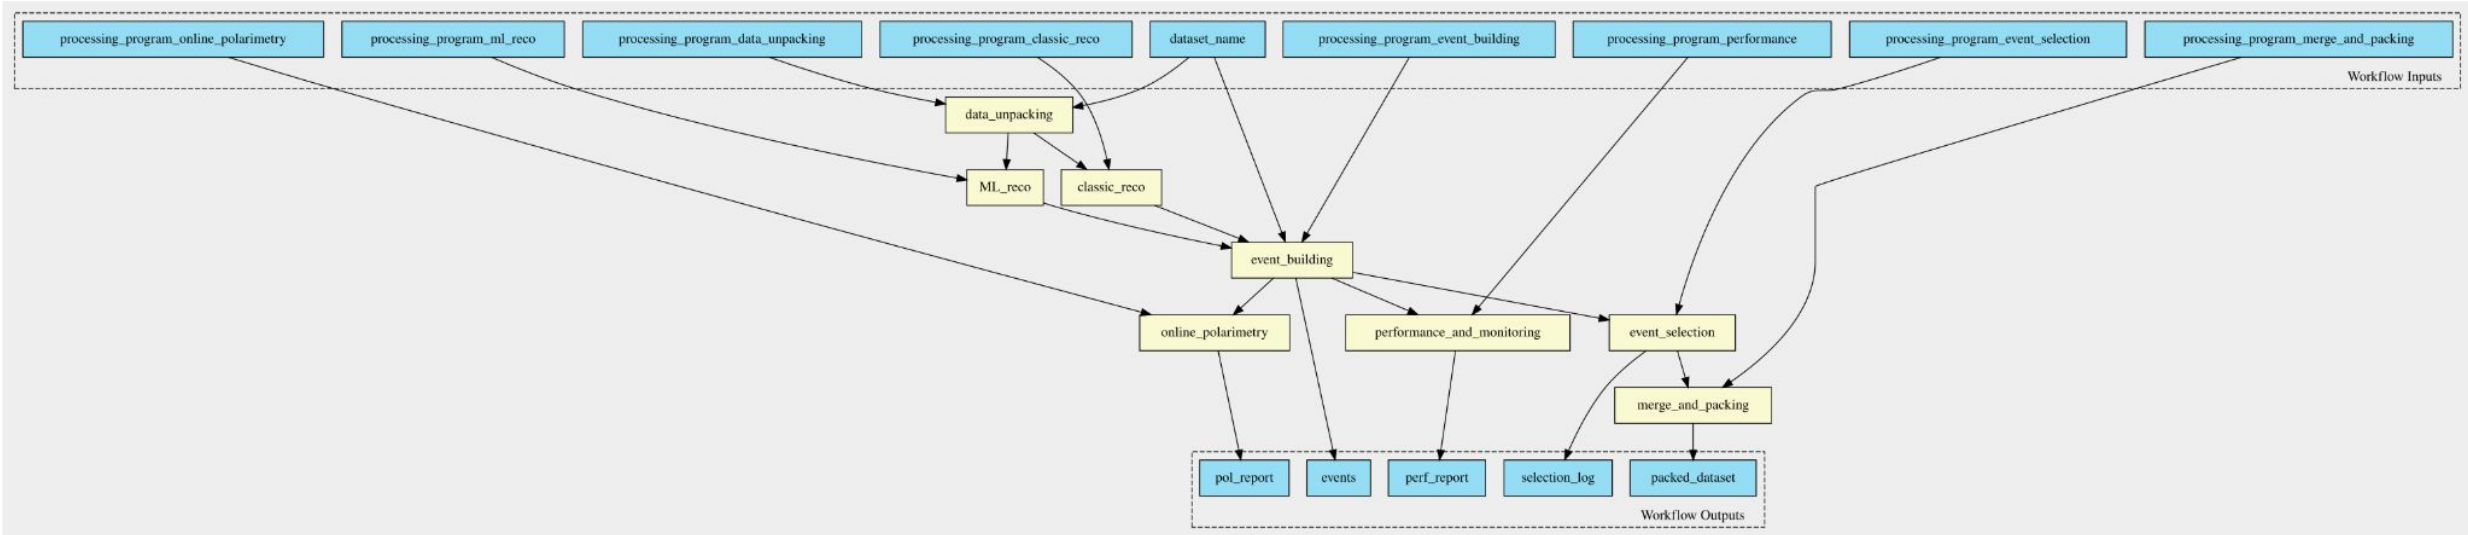 processing_program_online_polarimetry
processing_program_ml_reco
processing_program_data_unpacking
processing_program_classic_reco
dataset_name
processing_program_event_building
processing_program_performance
processing_program_event_selection
processing_program_merge_and_packing
Workflow Inputs
data_unpacking
ML_reco
classic_reco
event_building
online_polarimetry
performance_and_monitoring
event_selection
merge_and_packing
pol_report
events
perf_report
selection_log
packed_dataset
Workflow Outputs